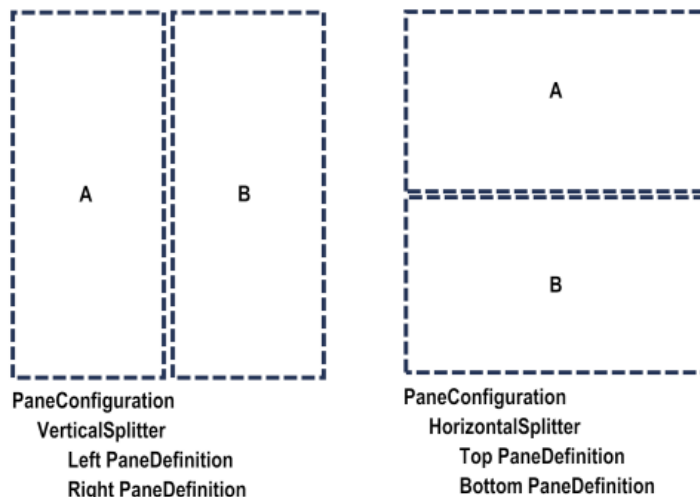 A
B
PaneConfiguration
VerticalSplitter
Left PaneDefinition
Right PaneDefinition
A
B
PaneConfiguration
HorizontalSplitter
Top PaneDefinition
Bottom PaneDefinition